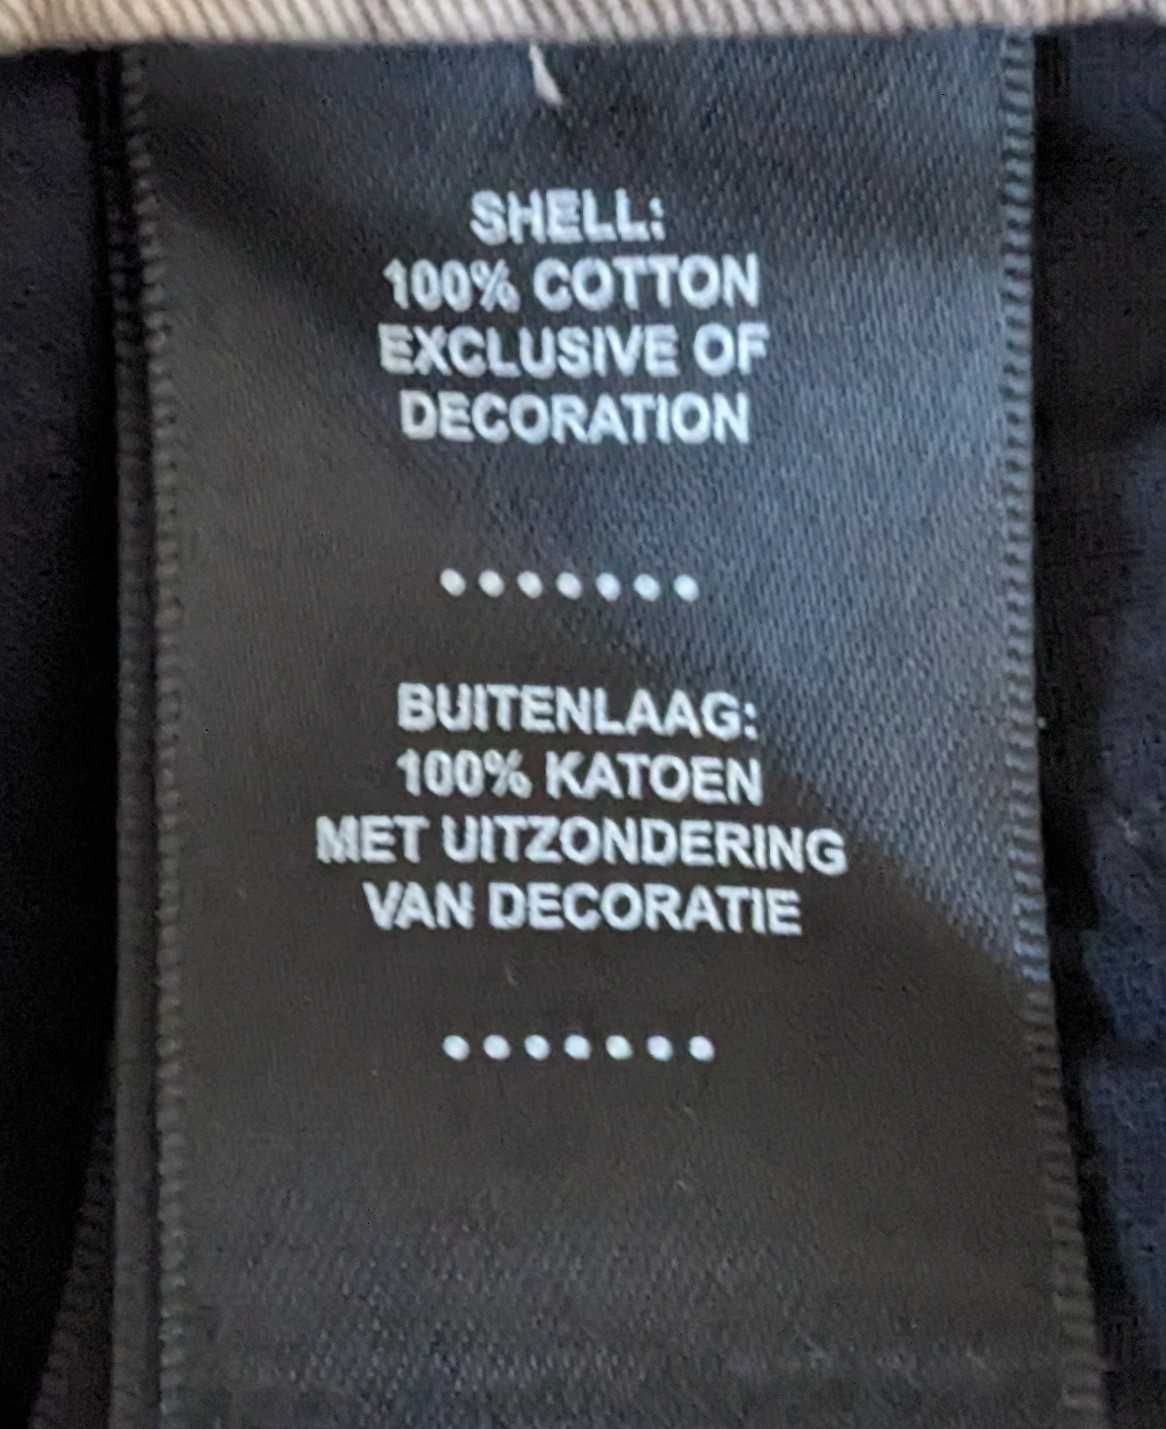 SHELL:
100% COTTON
EXCLUSIVE OF
DECORATION
.......
BUITENLAAG:
100% KATOEN
MET UITZONDERING
VAN DECORATIE
.......